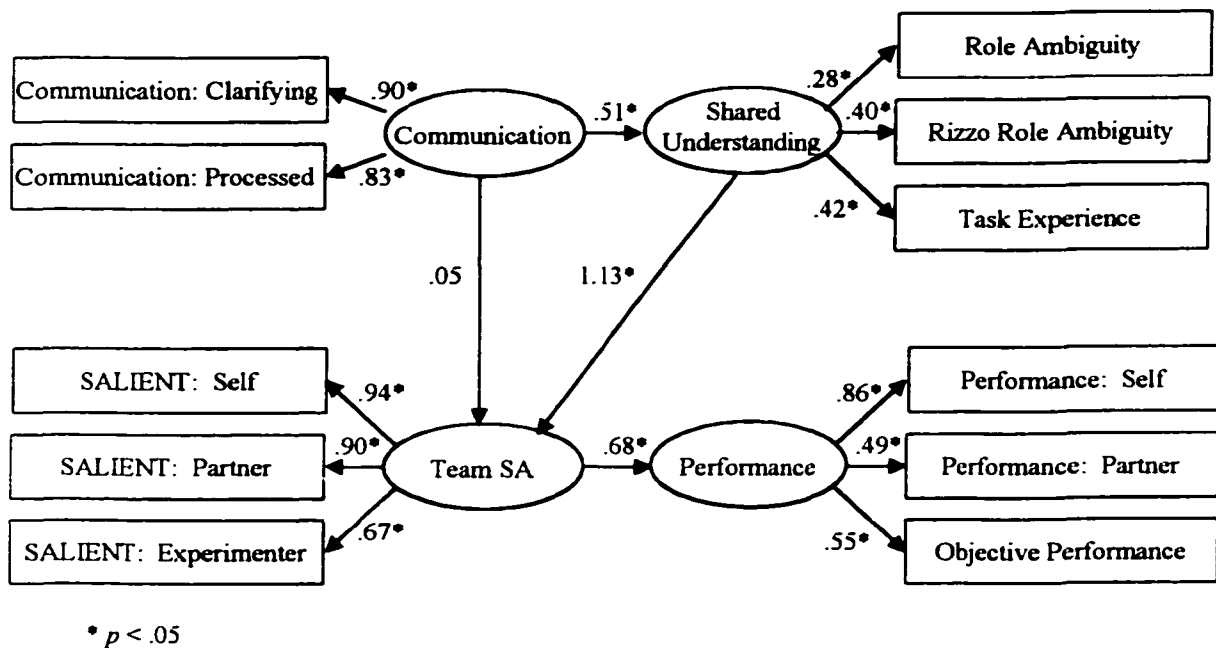 Role Ambiguity
Communication: Clarifying
.90*
.28*
Communication
.51*
Shared
Understanding
.40*
Rizzo Role Ambiguity
Communication: Processed
.83*
.42*
Task Experience
.05
1.13*
SALIENT: Self
.94*
.86*
Performance: Self
SALIENT: Partner
.90*
Team SA
.68*
Performance
.49*
Performance: Partner
SALIENT: Experimenter
.67*
.55*
Objective Performance
* p < .05